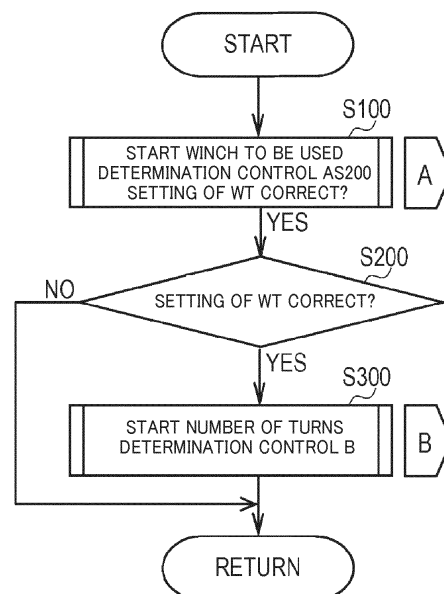 START
S100
START WINCH TO BE USED
DETERMINATION CONTROL AS200
SETTING OF WT CORRECT?
A
YES
S200
NO
SETTING OF WT CORRECT?
YES
S300
START NUMBER OF TURNS
DETERMINATION CONTROL B
B
RETURN